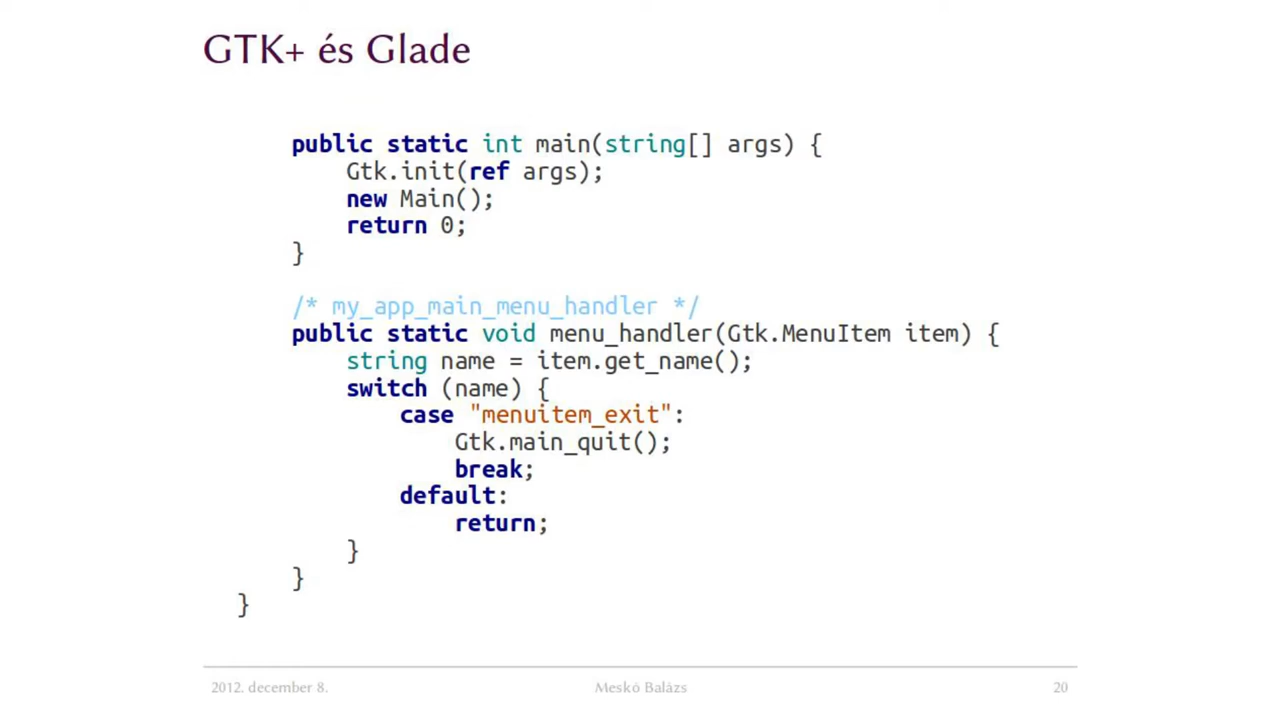 GTK+ és Glade
public static int main(string[] args) {
Gtk.init(ref args);
new Main();
return 0;
}
/* my_app_main_menu_handler */
public static void menu_handler(Gtk.MenuItem item) {
string name = item.get_name();
switch (name) {
case "menuitem_exit":
Gtk.main_quit();
break;
default:
return;
}
}
}
2012. december 8.
Meskó Balázs
20